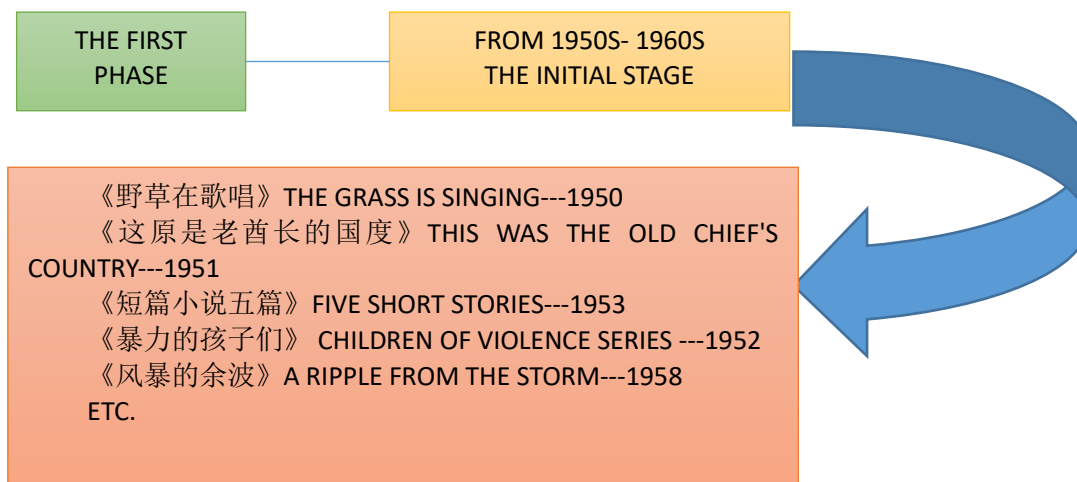 THE FIRST
PHASE
FROM 1950S- 1960S
THE INITIAL STAGE
《野草在歌唱》THE GRASS IS SINGING---1950
《这原是老酋长的国度》THIS WAS THE OLD CHIEF'S
COUNTRY---1951
《短篇小说五篇》FIVE SHORT STORIES---1953
《暴力的孩子们》 CHILDREN OF VIOLENCE SERIES ---1952
《风暴的余波》A RIPPLE FROM THE STORM---1958
ETC.